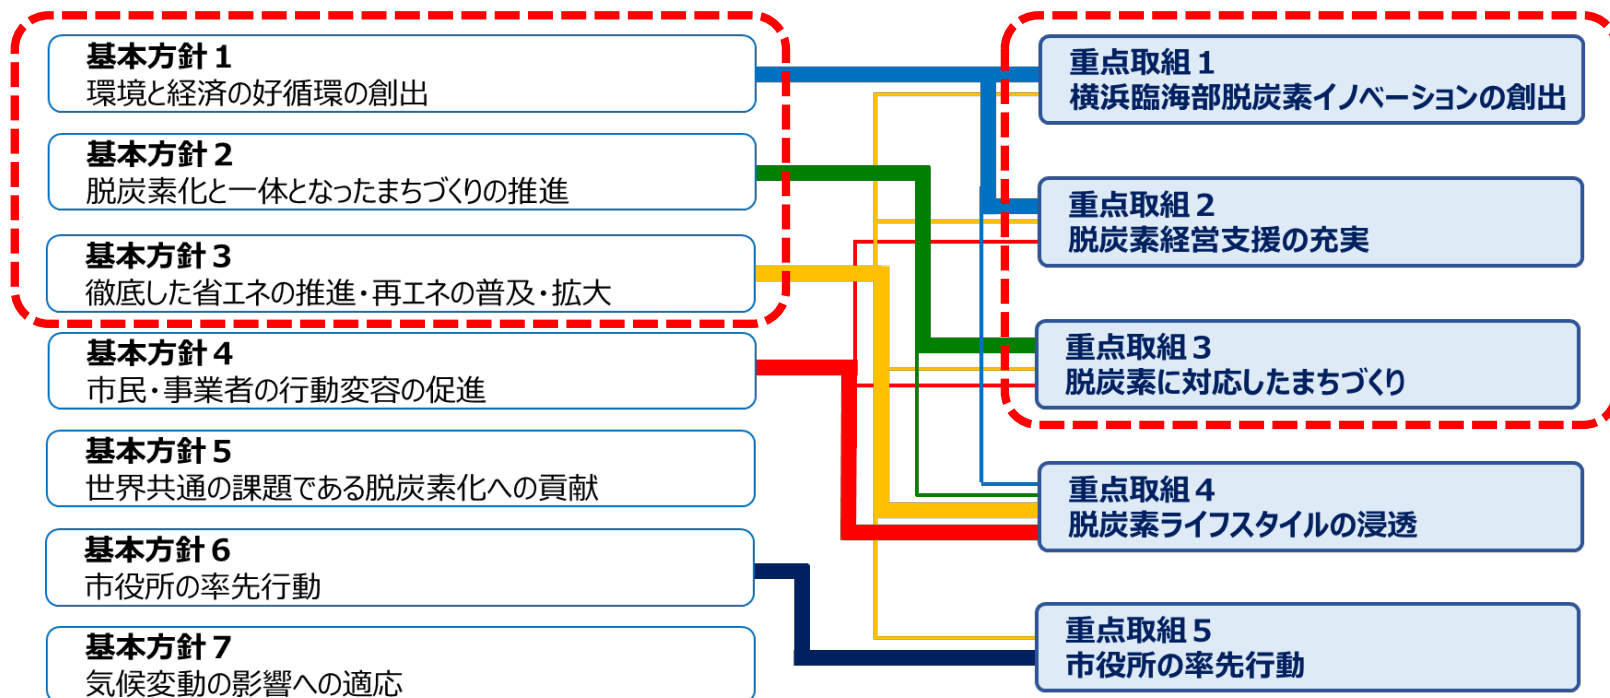 基本方針１
環境と経済の好循環の創出
基本方針２
脱炭素化と一体となったまちづくりの推進
基本方針３
徹底した省エネの推進・再エネの普及・拡大
基本方針４
市民・事業者の行動変容の促進
基本方針５
世界共通の課題である脱炭素化への貢献
基本方針６
市役所の率先行動
基本方針７
気候変動の影響への適応
重点取組１
横浜臨海部脱炭素イノベーションの創出
重点取組２
脱炭素経営支援の充実
重点取組３
脱炭素に対応したまちづくり
重点取組４
脱炭素ライフスタイルの浸透
重点取組５
市役所の率先行動